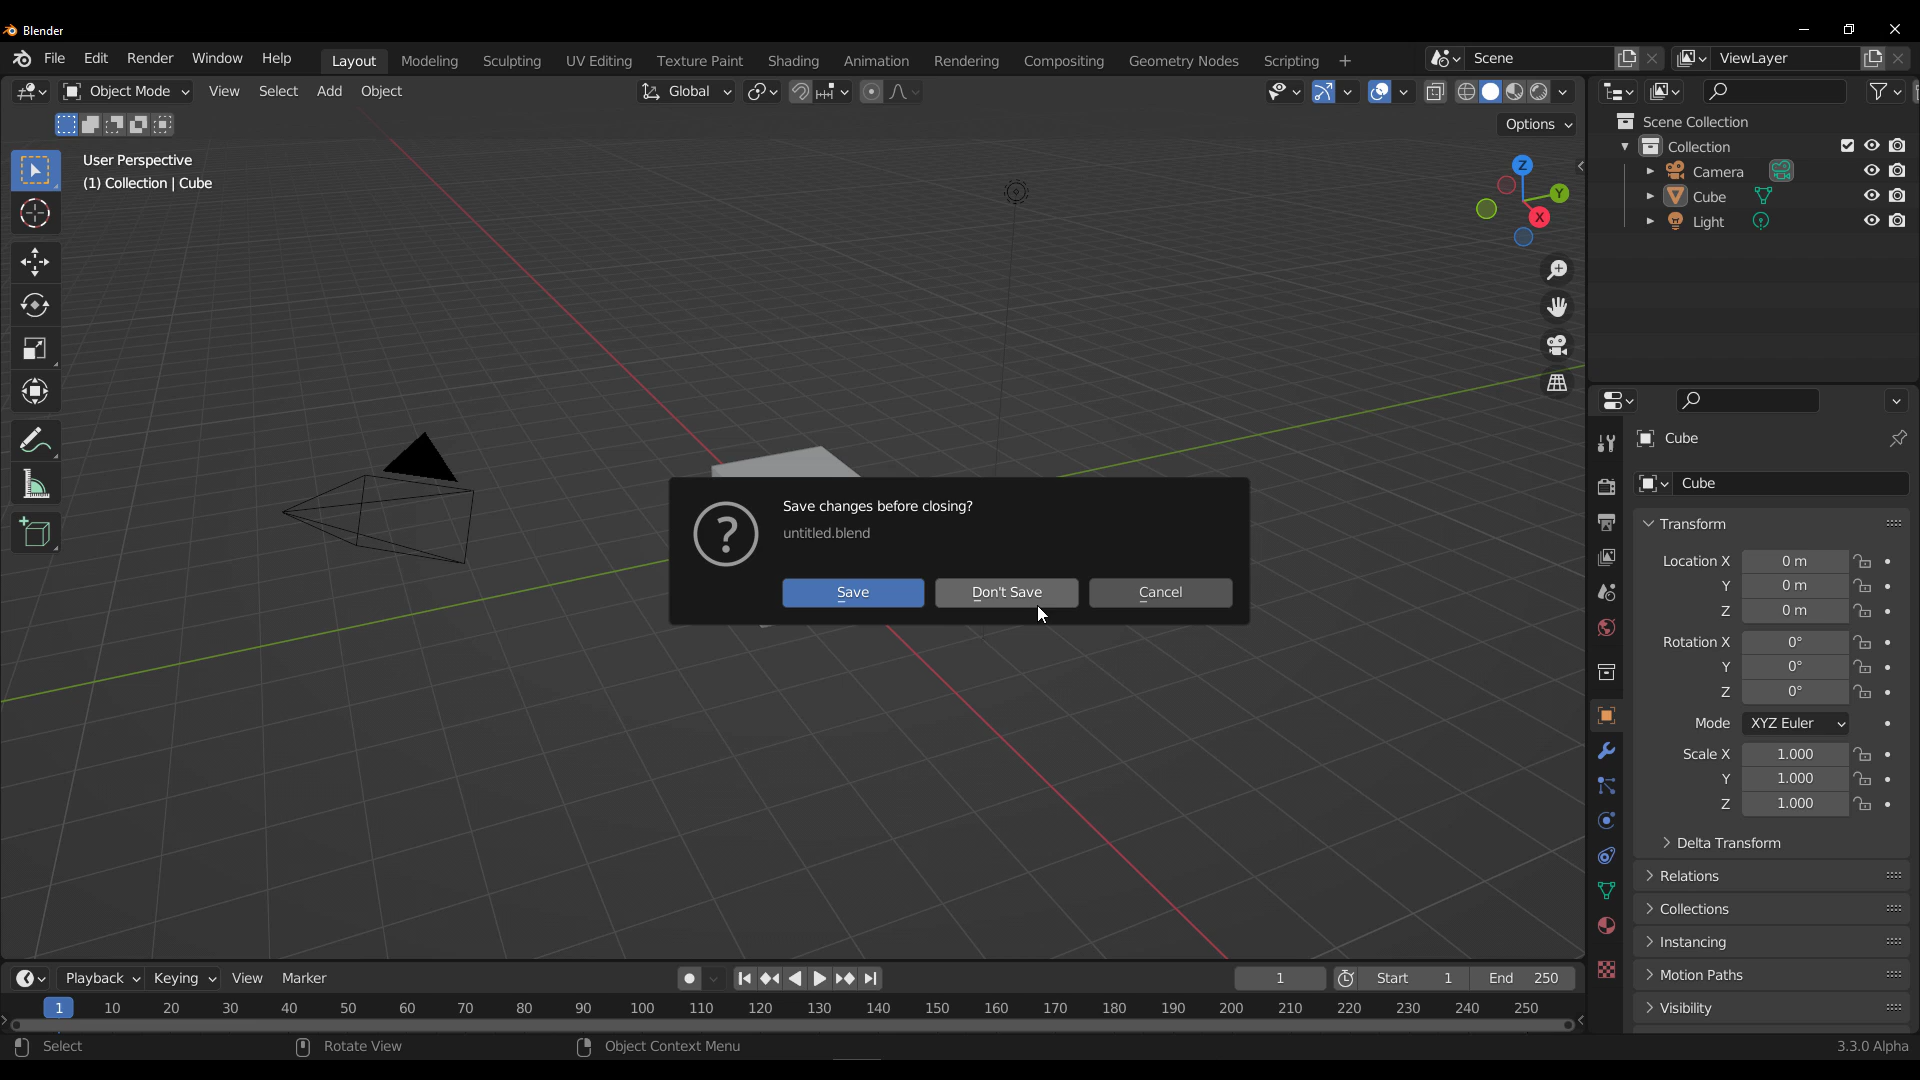 Blender
File Edit Render Window Help Layout Modeling Sculpting UV Editing Texture Paint Shading Animation Rendering Compositing Geometry Nodes Scripting + Scene ViewLayer
Object Mode View Select Add Object Global
Options
User Perspective
(1) Collection | Cube
Z
Y
X
Scene Collection
Collection
Camera
Cube
Light
Save changes before closing?
untitled.blend
Save Don't Save Cancel
Cube
Cube
Transform
Location X 0 m
Y 0 m
Z 0 m
Rotation X 0°
Y 0°
Z 0°
Mode XYZ Euler
Scale X 1.000
Y 1.000
Z 1.000
Delta Transform
Relations
Collections
Instancing
Motion Paths
Visibility
Playback Keying View Marker 1 Start 1 End 250
1 10 20 30 40 50 60 70 80 90 100 110 120 130 140 150 160 170 180 190 200 210 220 230 240 250
Select Rotate View Object Context Menu 3.3.0 Alpha